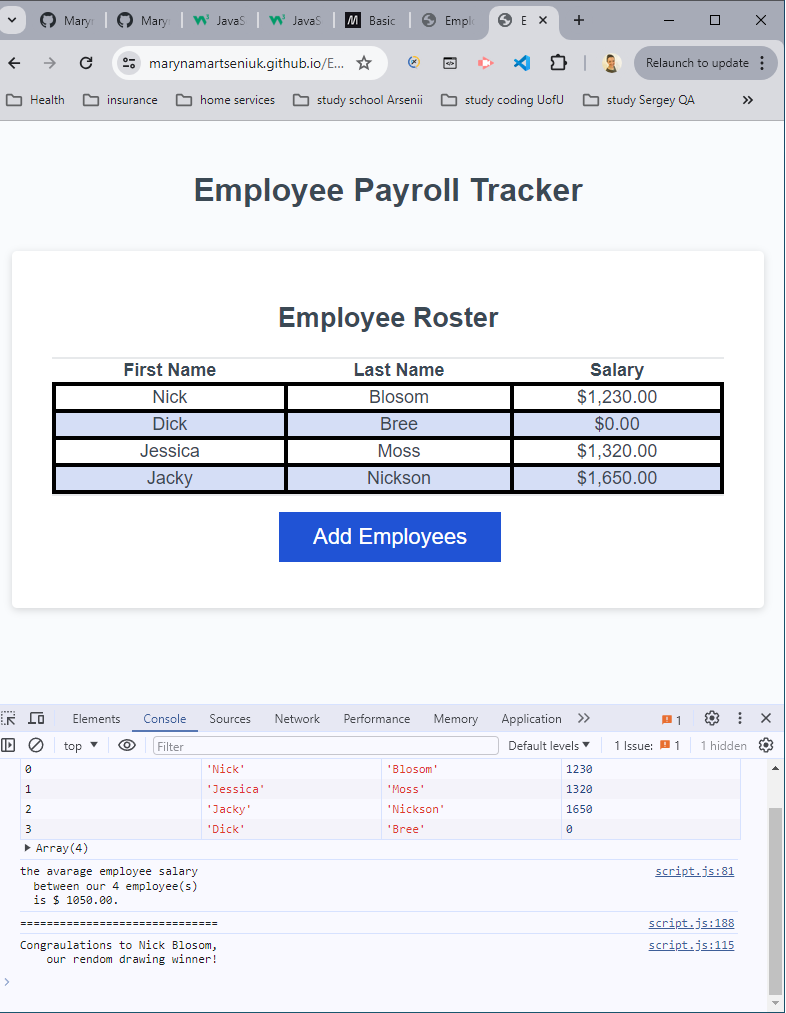 Mary
Mary
JavaS
JavaS
M Basic
Emplo
E
marynamartseniuk.github.io/E...
Relaunch to update
Health
insurance
home services
study school Arsenii
study coding UofU
study Sergey QA
Employee Payroll Tracker
Employee Roster
First Name Last Name Salary
Nick Blosom $1,230.00
Dick Bree $0.00
Jessica Moss $1,320.00
Jacky Nickson $1,650.00
Add Employees
Elements Console Sources Network Performance Memory Application 1
top Filter Default levels 1 Issue: 1 1 hidden
0 'Nick' 'Blosom' 1230
1 'Jessica' 'Moss' 1320
2 'Jacky' 'Nickson' 1650
3 'Dick' 'Bree' 0
Array(4)
the avarage employee salary script.js:81
between our 4 employee(s)
is $ 1050.00.
============================== script.js:188
Congraulations to Nick Blosom, script.js:115
our rendom drawing winner!